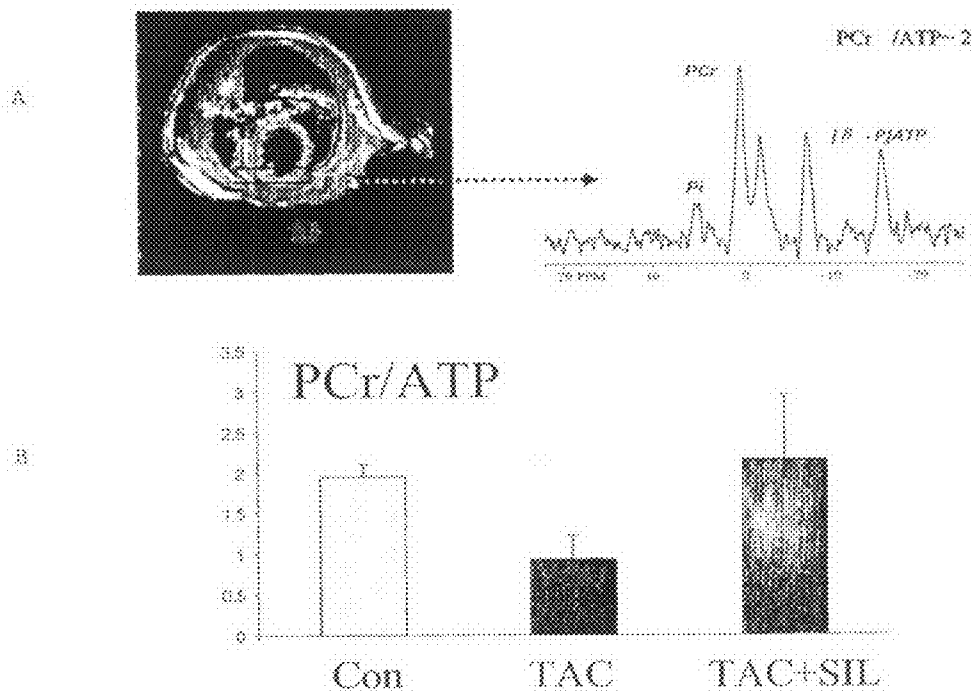 A
PCr /ATP~ 2
PCr
[β -P]ATP
Pi
B
PCr/ATP
3.5
3
2.5
2
1.5
1
0.5
0
Con TAC TAC+SIL